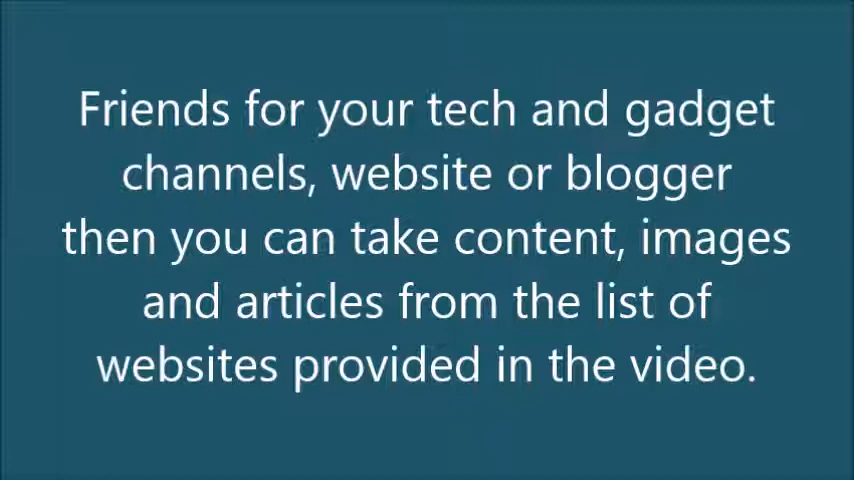 Friends for your tech and gadget
channels, website or blogger
then you can take content, images
and articles from the list of
websites provided in the video.